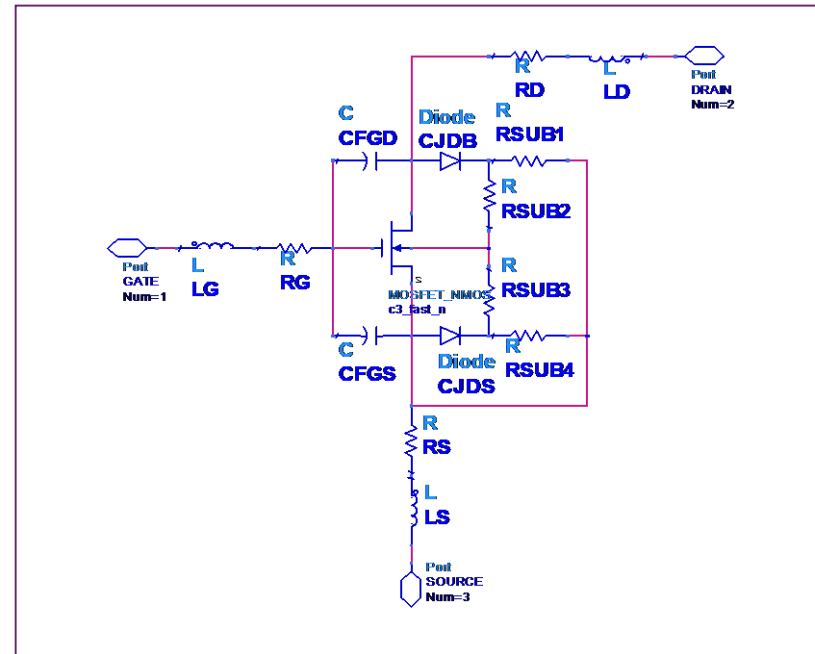 R
RD
L
LD
Port
DRAIN
Num=2
C
CFGD
Diode
CJDB
R
RSUB1
R
RSUB2
Port
GATE
Num=1
L
LG
R
RG
S
MOSFET_NMOS
c3_fast_n
R
RSUB3
C
CFGS
Diode
CJDS
R
RSUB4
R
RS
L
LS
Port
SOURCE
Num=3